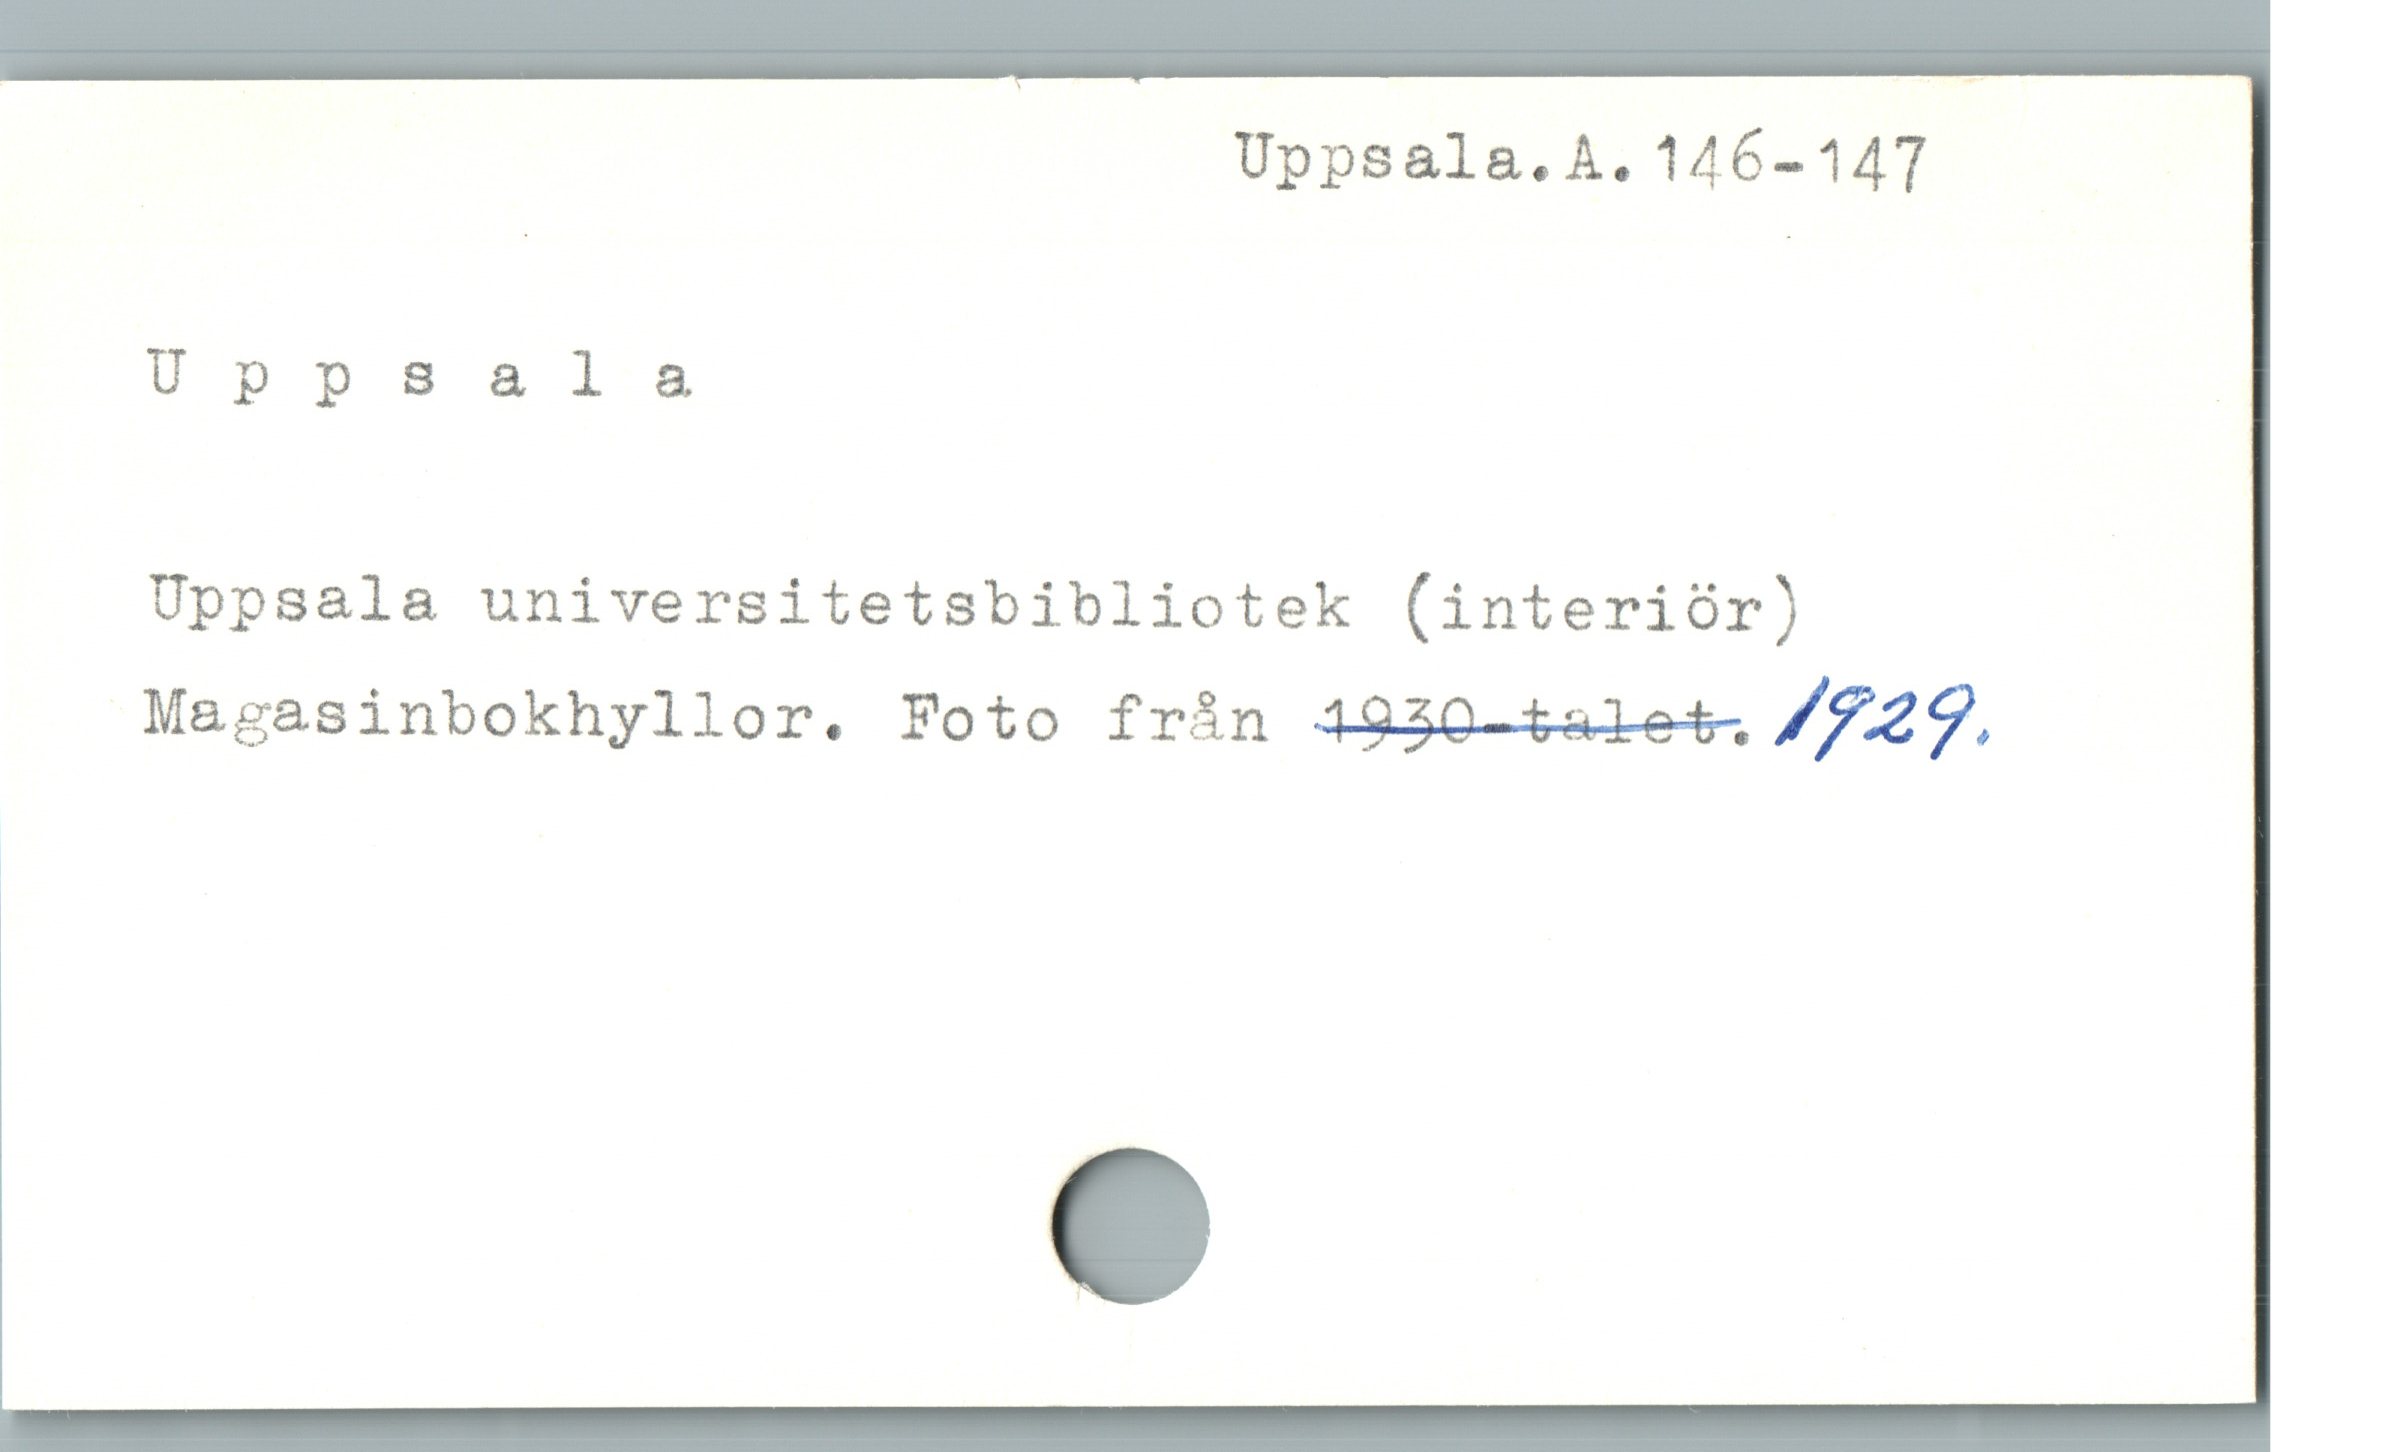 Uppsala.A.146-147
U p p s a l a
Uppsala universitetsbibliotek (interiör)
Magasinbokhyllor. Foto från 1930-talet. 1929.